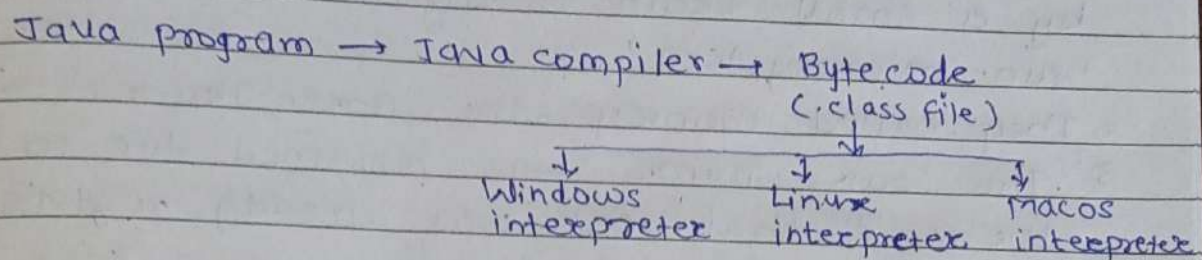 Java program → Java compiler → Bytecode
(.class file)
Windows Linux macos
interpreter interpreter interpreter